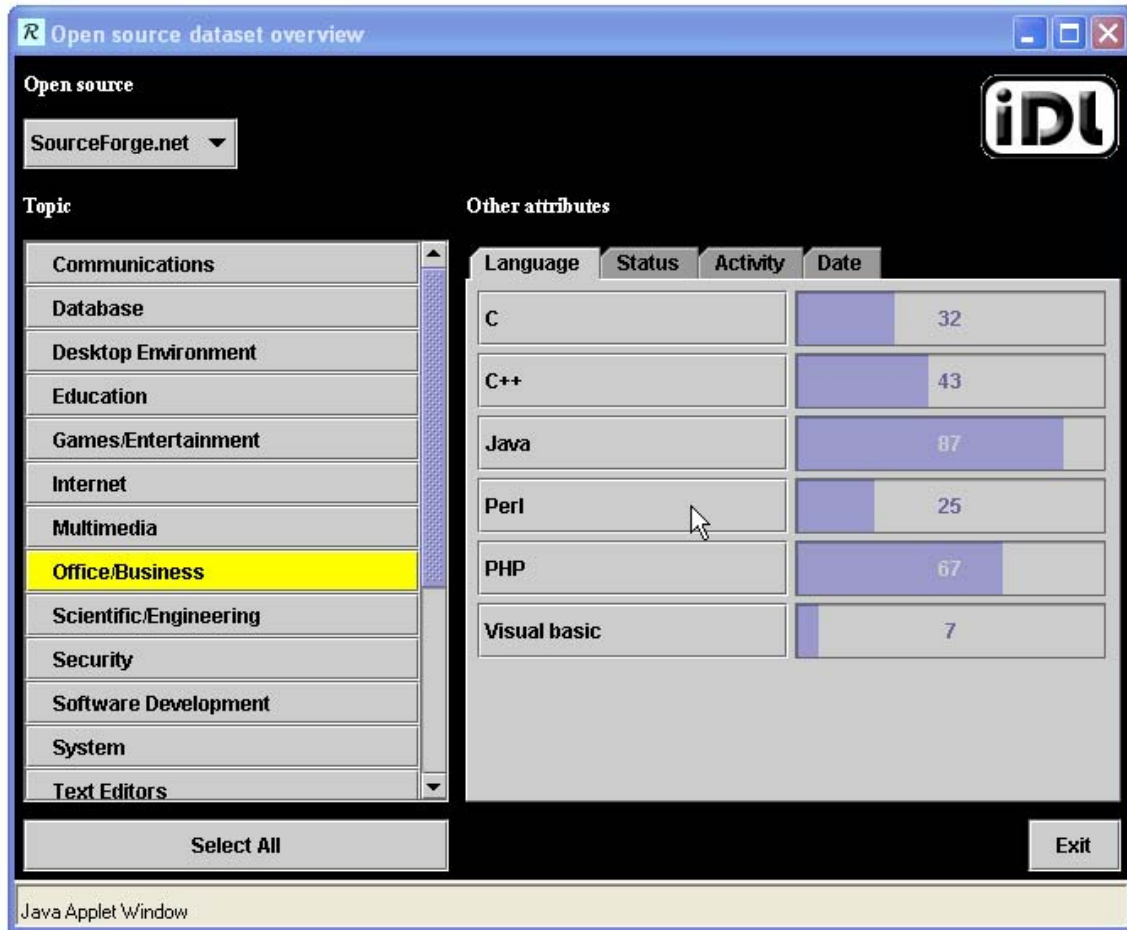 R Open source dataset overview
Open source
iDL
SourceForge.net
Topic
Other attributes
Communications
Database
Desktop Environment
Education
Games/Entertainment
Internet
Multimedia
Office/Business
Scientific/Engineering
Security
Software Development
System
Text Editors
Language Status Activity Date
C 32
C++ 43
Java 87
Perl 25
PHP 67
Visual basic 7
Select All
Exit
Java Applet Window